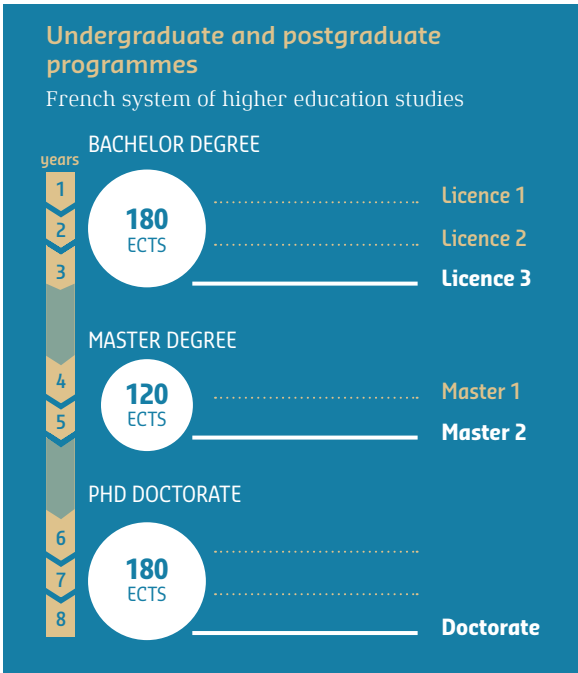 Undergraduate and postgraduate
programmes
French system of higher education studies
BACHELOR DEGREE
years
1
2
3
180
ECTS
Licence 1
Licence 2
Licence 3
MASTER DEGREE
4
5
120
ECTS
Master 1
Master 2
PHD DOCTORATE
6
7
8
180
ECTS
Doctorate